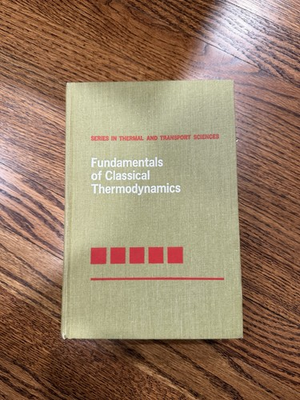 SERIES IN THERMAL AND TRANSPORT SCIENCES
Fundamentals
of Classical
Thermodynamics